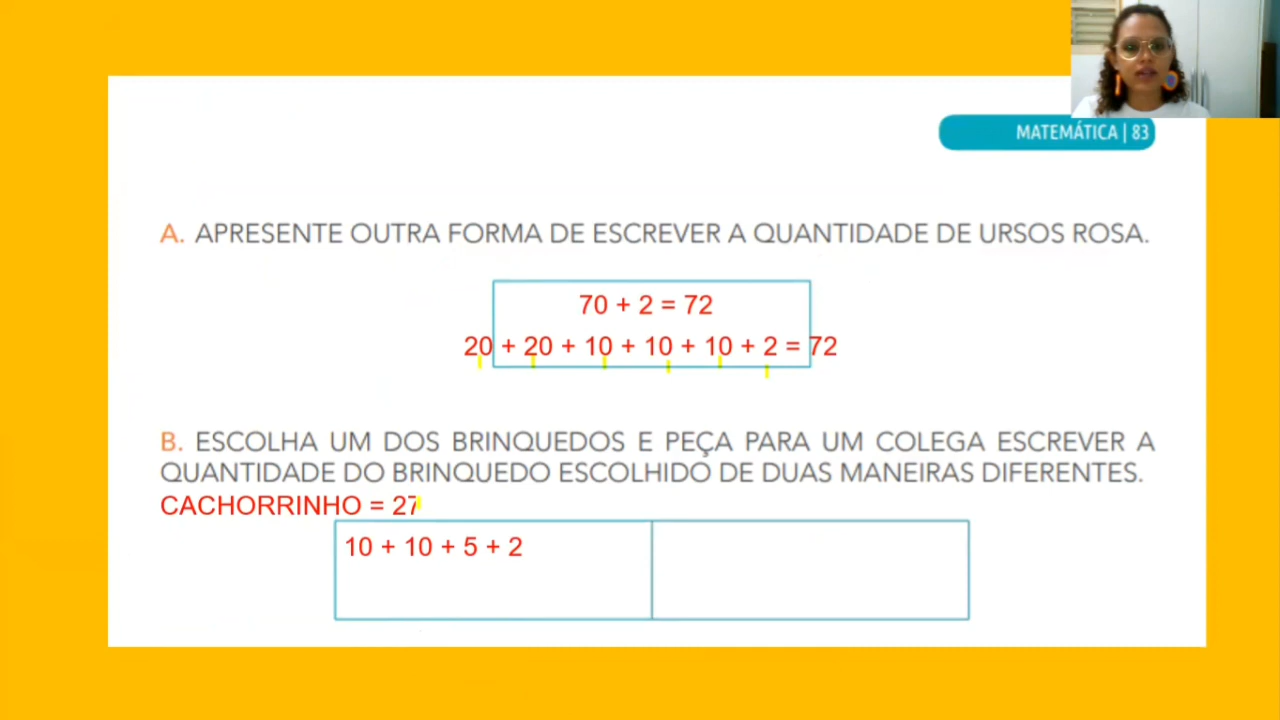 MATEMÁTICA | 83
A. APRESENTE OUTRA FORMA DE ESCREVER A QUANTIDADE DE URSOS ROSA.
70 + 2 = 72
20 + 20 + 10 + 10 + 10 + 2 = 72
B. ESCOLHA UM DOS BRINQUEDOS E PEÇA PARA UM COLEGA ESCREVER A
QUANTIDADE DO BRINQUEDO ESCOLHIDO DE DUAS MANEIRAS DIFERENTES.
CACHORRINHO = 27
10 + 10 + 5 + 2